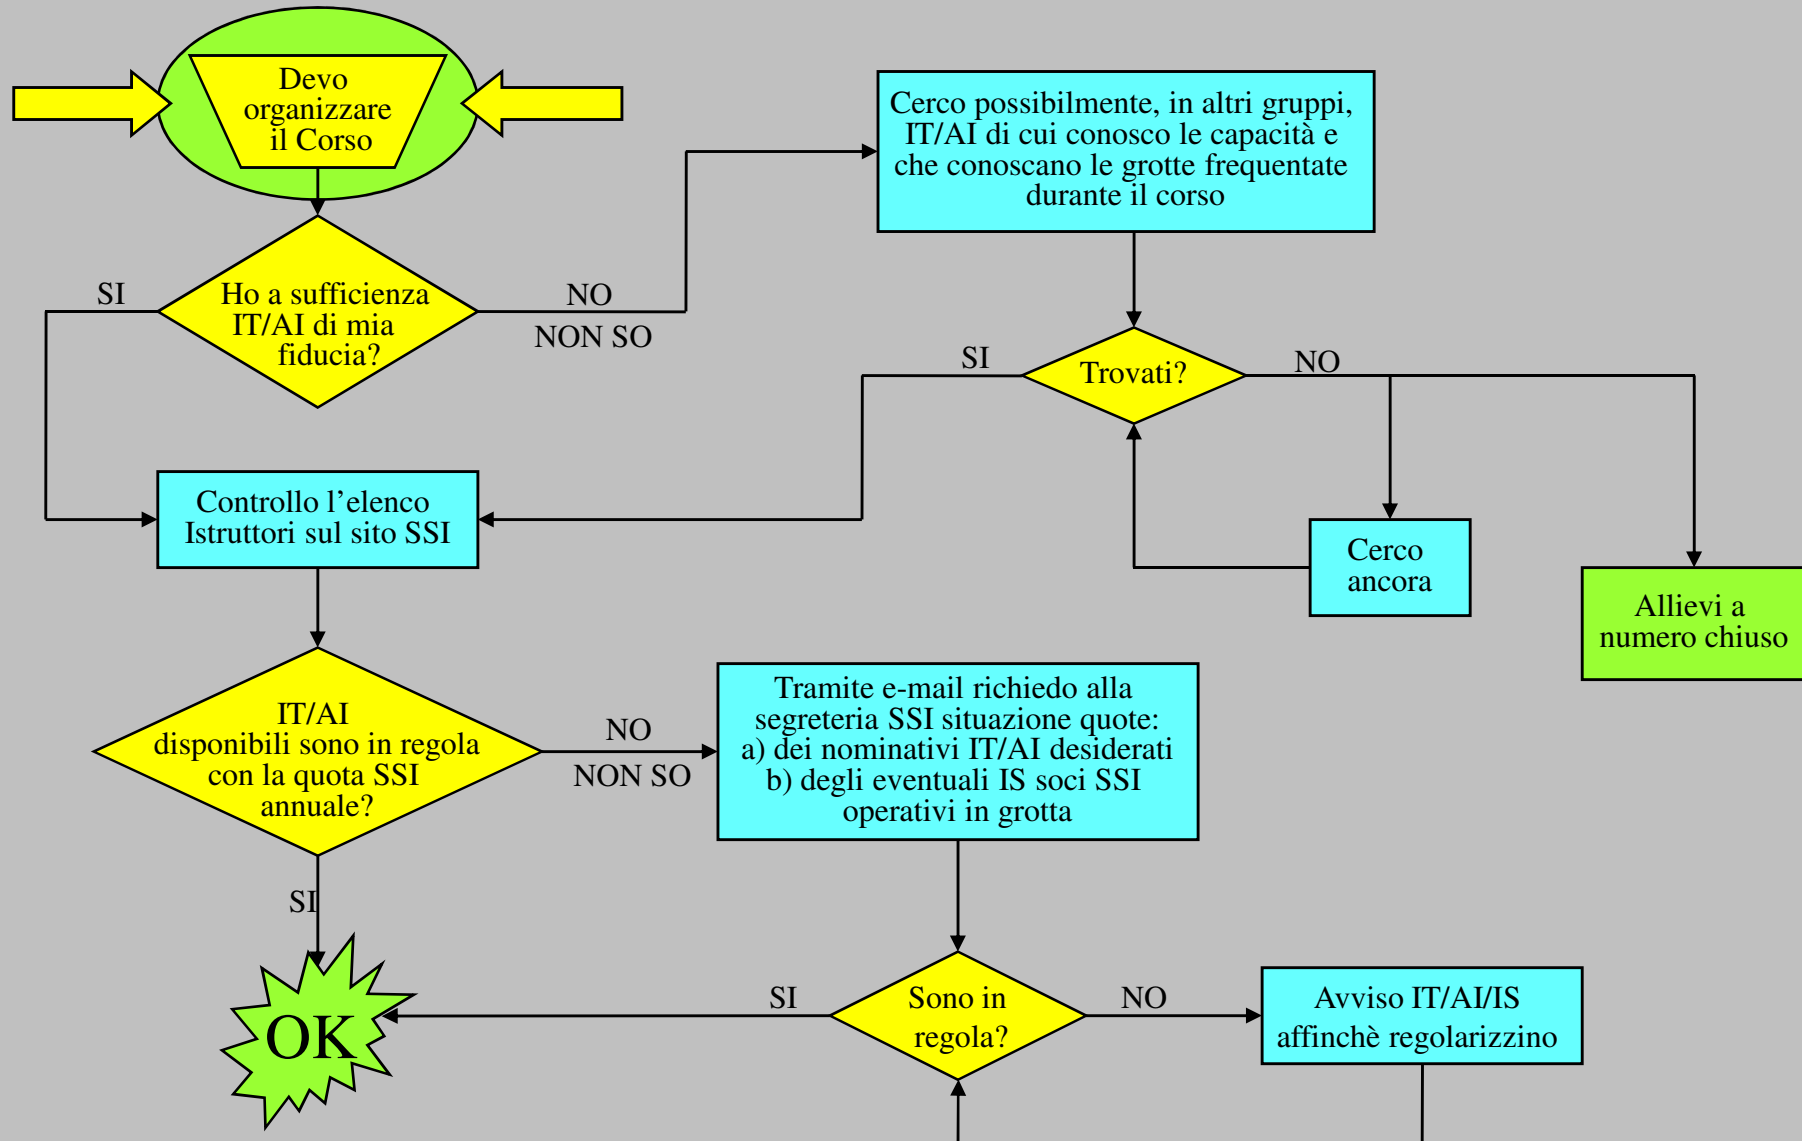 Devo
organizzare
il Corso
Cerco possibilmente, in altri gruppi,
IT/AI di cui conosco le capacità e
che conoscano le grotte frequentate
durante il corso
SI
Ho a sufficienza
IT/AI di mia
fiducia?
NO
NON SO
SI
Trovati?
NO
Controllo l’elenco
Istruttori sul sito SSI
Cerco
ancora
Allievi a
numero chiuso
IT/AI
disponibili sono in regola
con la quota SSI
annuale?
NO
NON SO
Tramite e-mail richiedo alla
segreteria SSI situazione quote:
a) dei nominativi IT/AI desiderati
b) degli eventuali IS soci SSI
operativi in grotta
SI
OK
SI
Sono in
regola?
NO
Avviso IT/AI/IS
affinchè regolarizzino